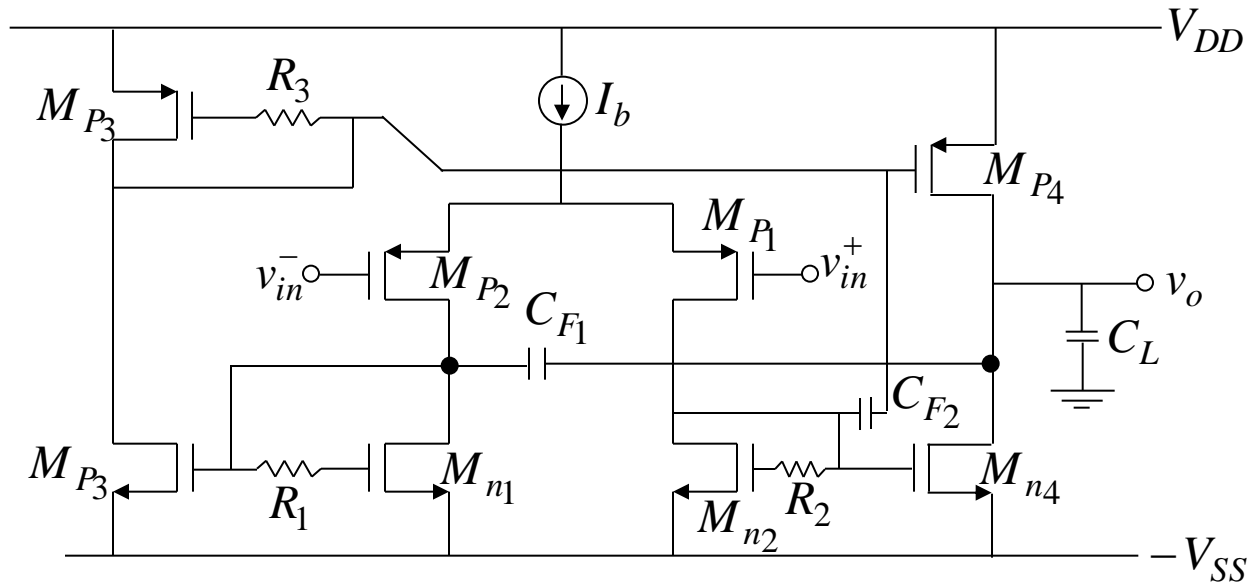 V_DD
R_3
M_P3
I_b
M_P4
M_P1
v_in^-
M_P2
v_in^+
v_o
C_F1
C_L
C_F2
M_P3
R_1
M_n1
M_n2
R_2
M_n4
-V_SS